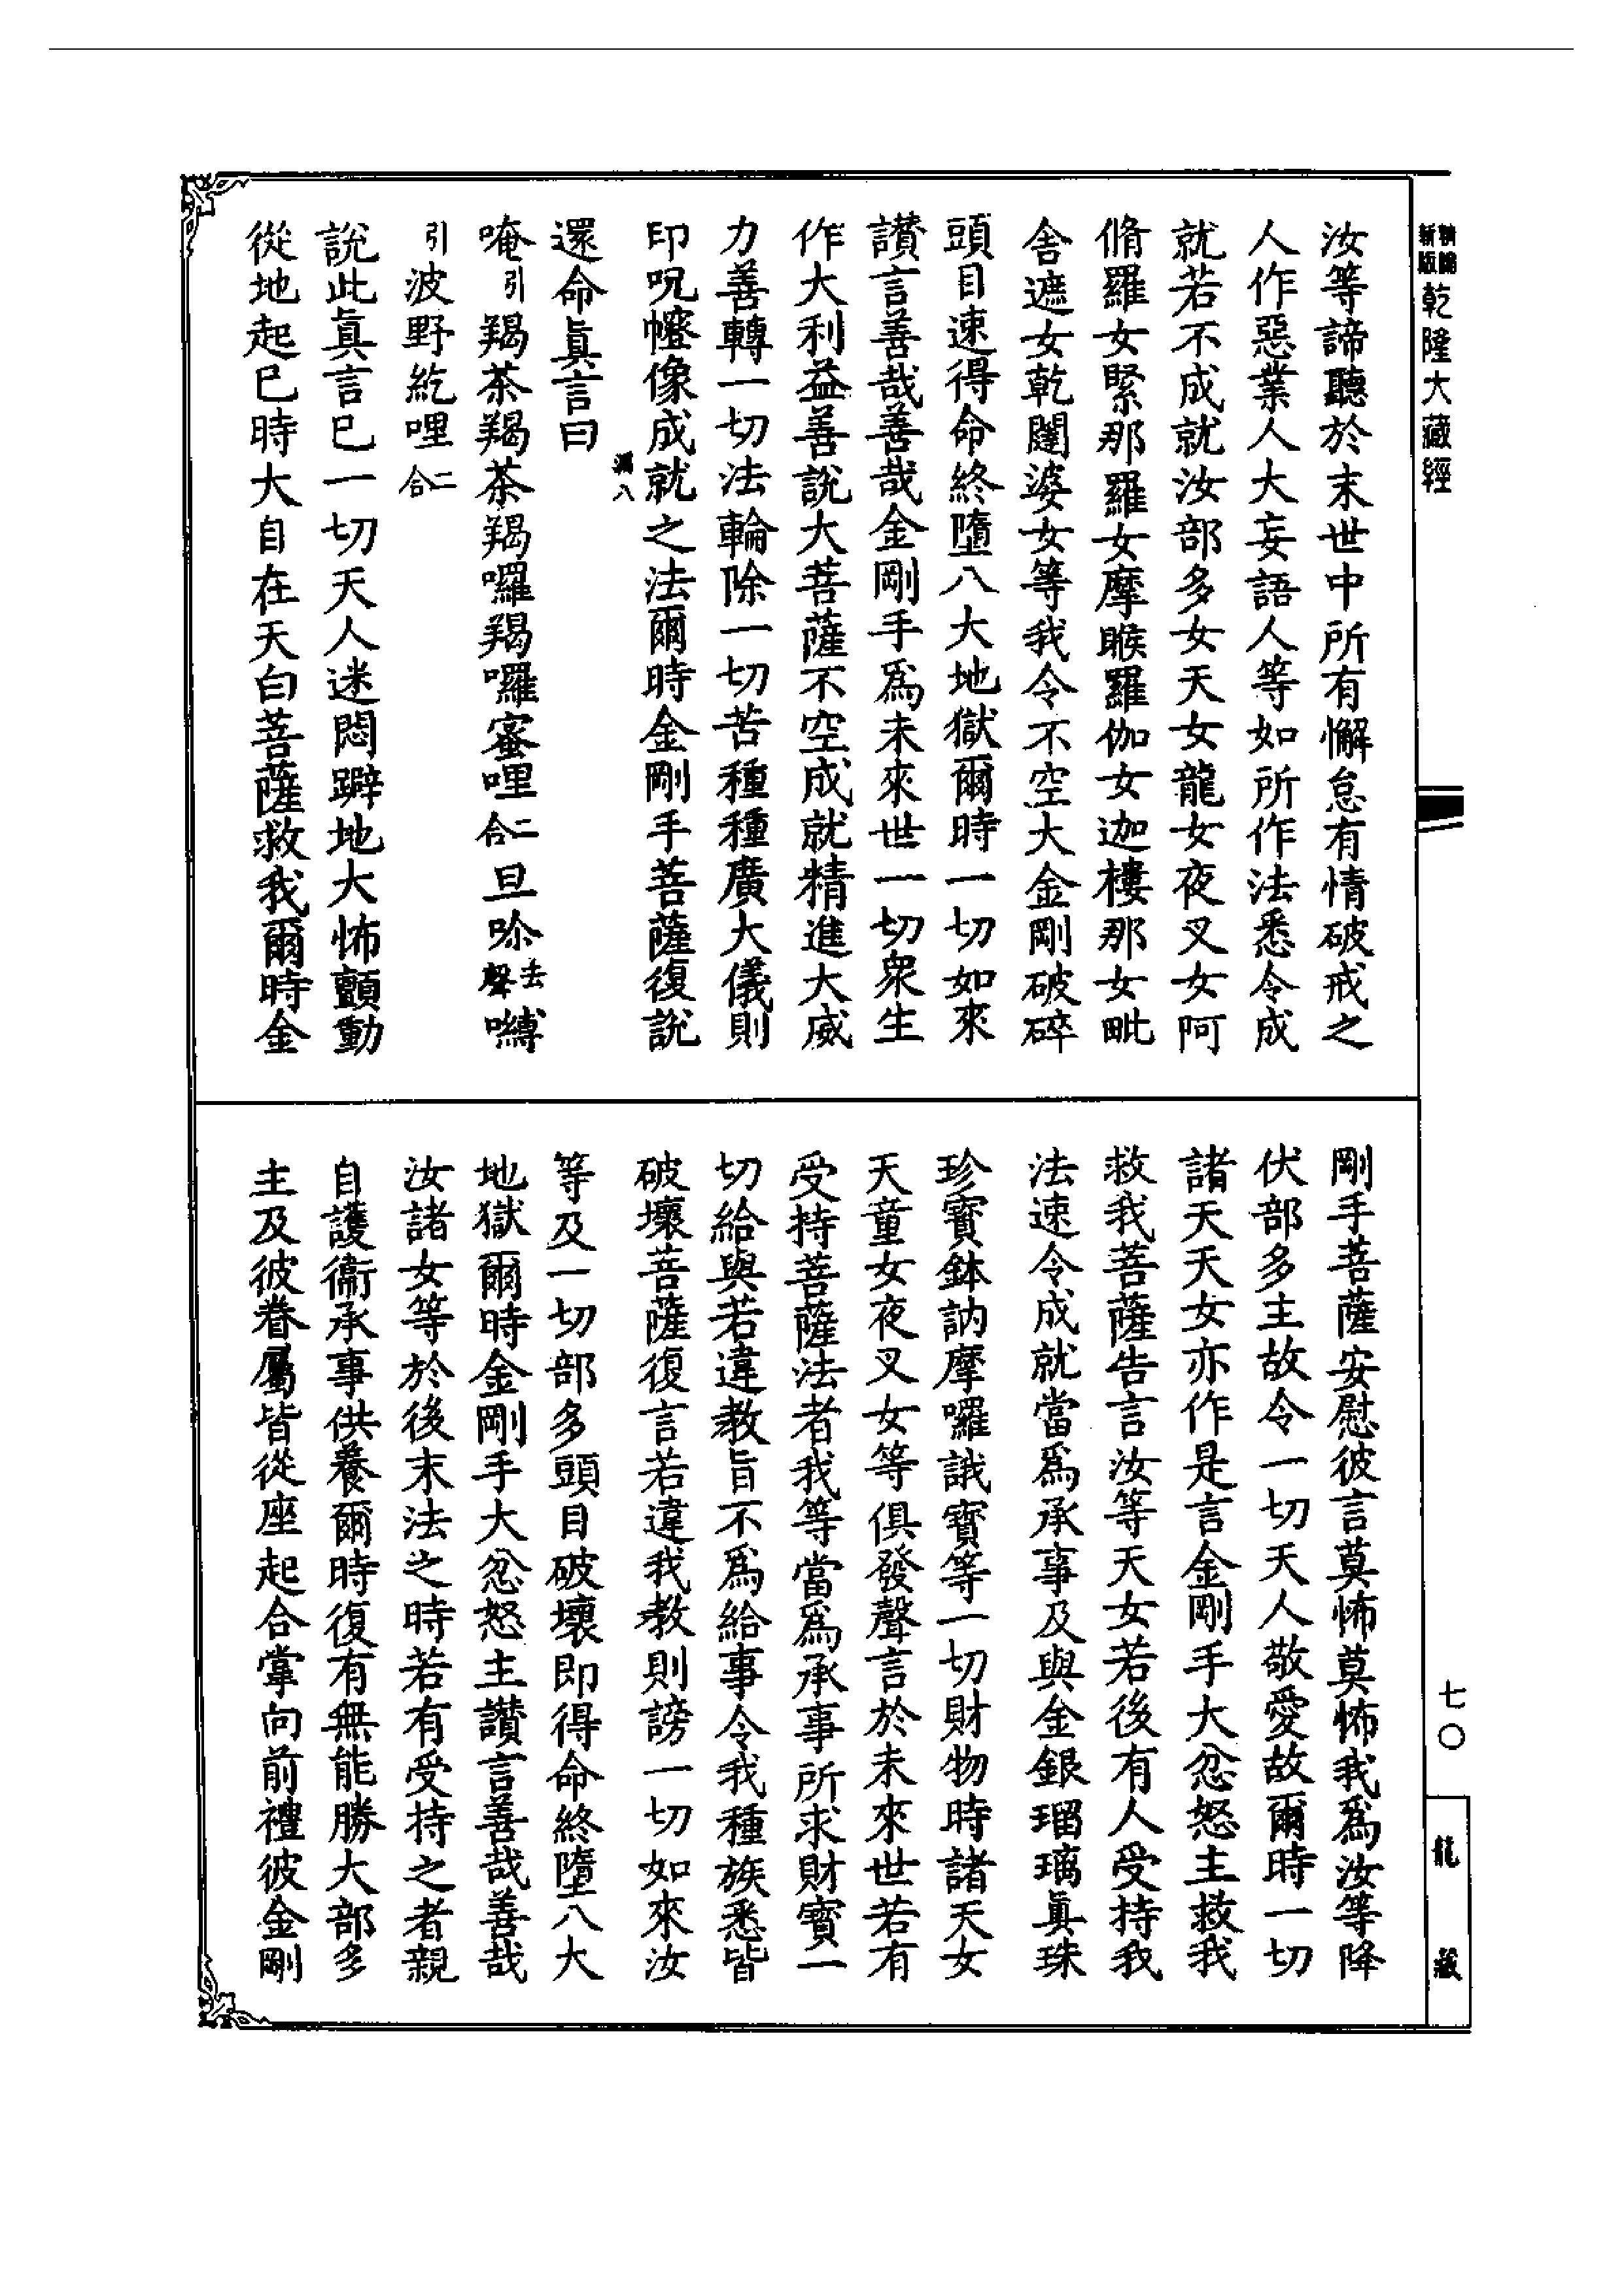 新版 乾隆大藏經
汝等諦聽於末世中所有懈怠有情破戒之
人作惡業人大妄語人等如所作法悉令成
就若不成就汝部多女天女龍女夜叉女阿
脩羅女緊那羅女摩睺羅伽女迦樓那女毗
舍遮女乾闥婆女等我令不空大金剛破碎
頭目速得命終墮八大地獄爾時一切如來
讃言善哉善哉金剛手爲未來世一切衆生
作大利益善說大菩薩不空成就精進大威
力善轉一切法輪除一切苦種種廣大儀則
印呪㡧像成就之法爾時金剛手菩薩復說
八
還命眞言曰
唵引羯茶羯茶羯囉羯囉蜜哩二合旦吩去聲嚩
引波野紇哩二合
說此眞言已一切天人迷悶躃地大怖顫動
從地起已時大自在天白菩薩救我爾時金
剛手菩薩安慰彼言莫怖莫怖我爲汝等降
伏部多主故令一切天人敬愛故爾時一切
諸天天女亦作是言金剛手大忿怒主救我
救我菩薩告言汝等天女若後有人受持我
法速令成就當爲承事及與金銀瑠璃眞珠
珍寳鉢訥摩囉誐寳等一切財物時諸天女
天童女夜叉女等俱發聲言於未來世若有
受持菩薩法者我等當爲承事所求財寳一
切給與若違教旨不爲給事令我種族悉皆
破壞菩薩復言若違我教則謗一切如來汝
等及一切部多頭目破壞即得命終墮八大
地獄爾時金剛手大忿怒主讃言善哉善哉
汝諸女等於後末法之時若有受持之者親
自護衞承事供養爾時復有無能勝大部多
主及彼眷屬皆從座起合掌向前禮彼金剛
七〇
龍藏